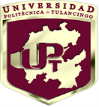 UNIVERSIDAD
POLITÉCNICA DE TULANCINGO
UPT